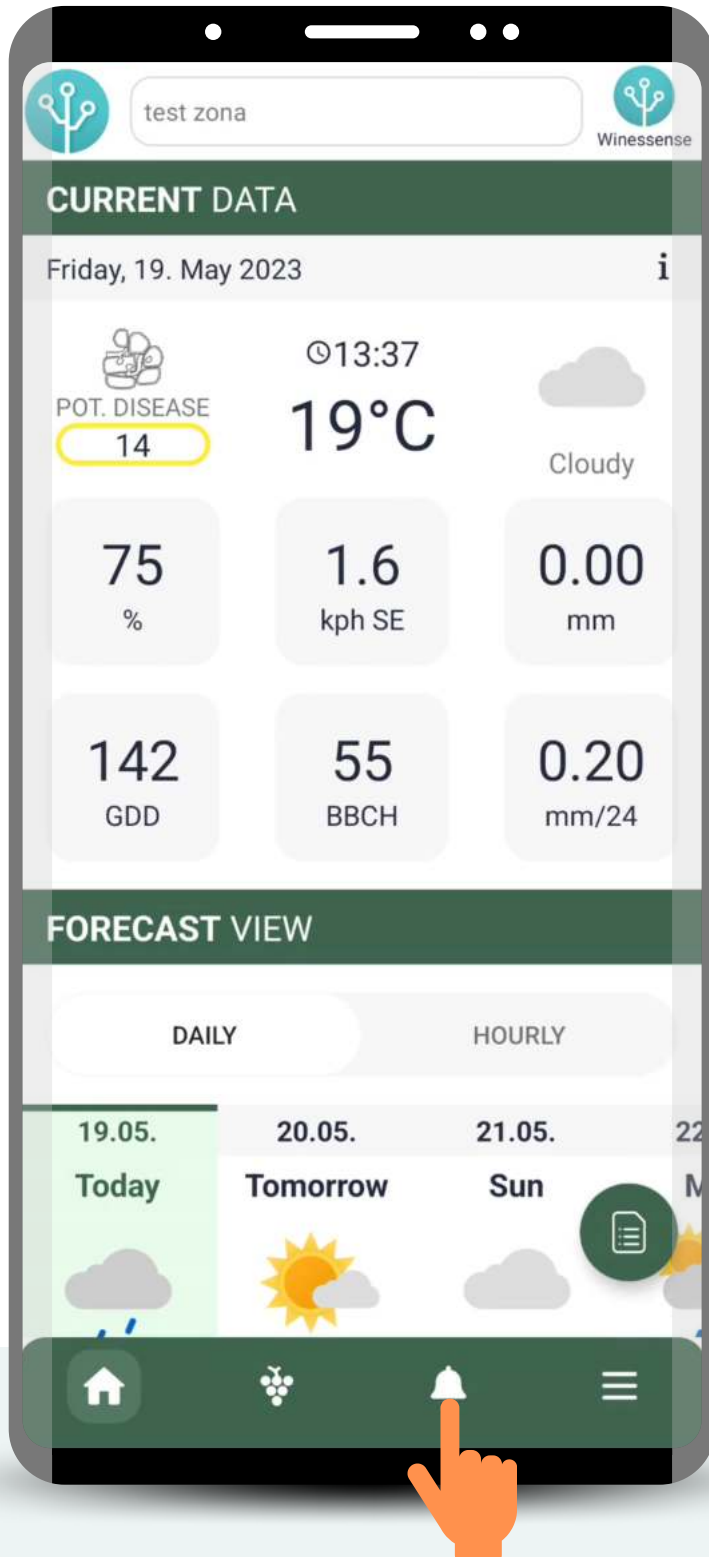 test zona
Winessense
CURRENT DATA
Friday, 19. May 2023 i
13:37
POT. DISEASE
14
19°C
Cloudy
75
%
1.6
kph SE
0.00
mm
142
GDD
55
BBCH
0.20
mm/24
FORECAST VIEW
DAILY HOURLY
19.05. 20.05. 21.05. 22
Today Tomorrow Sun M